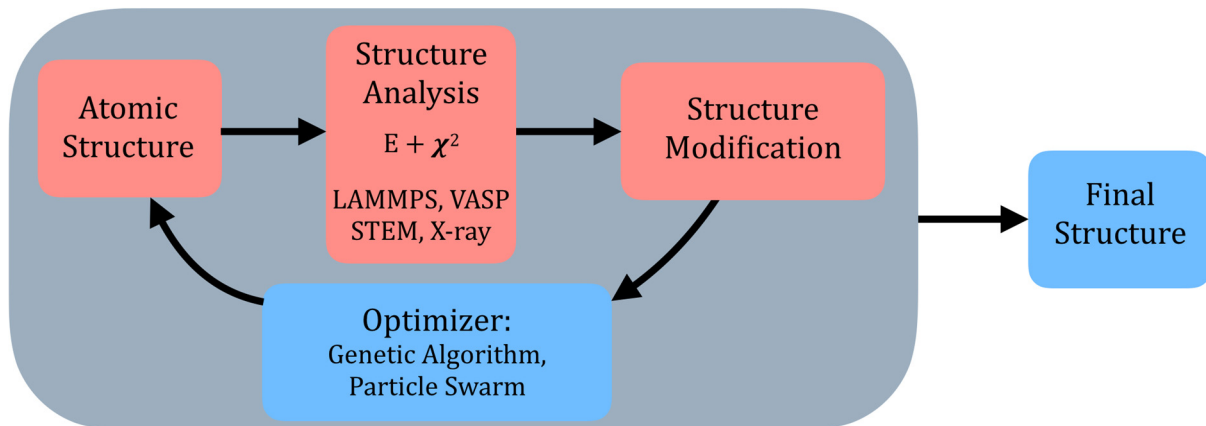 Atomic
Structure
Structure
Analysis
E + χ²
LAMMPS, VASP
STEM, X-ray
Structure
Modification
Optimizer:
Genetic Algorithm,
Particle Swarm
Final
Structure